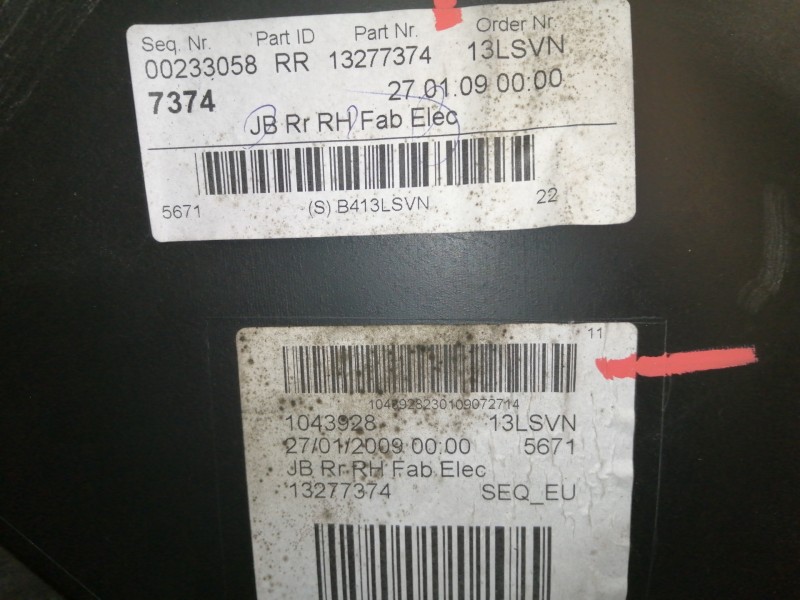 Seq. Nr. Part ID Part Nr. Order Nr.
00233058 RR 13277374 13LSVN
7374 27.01.09 00:00
JB Rr RH Fab Elec
5671 (S) B413LSVN 22
11
1043928230109072714
1043928 13LSVN
27/01/2009 00:00 5671
JB Rr RH Fab Elec
13277374 SEQ_EU